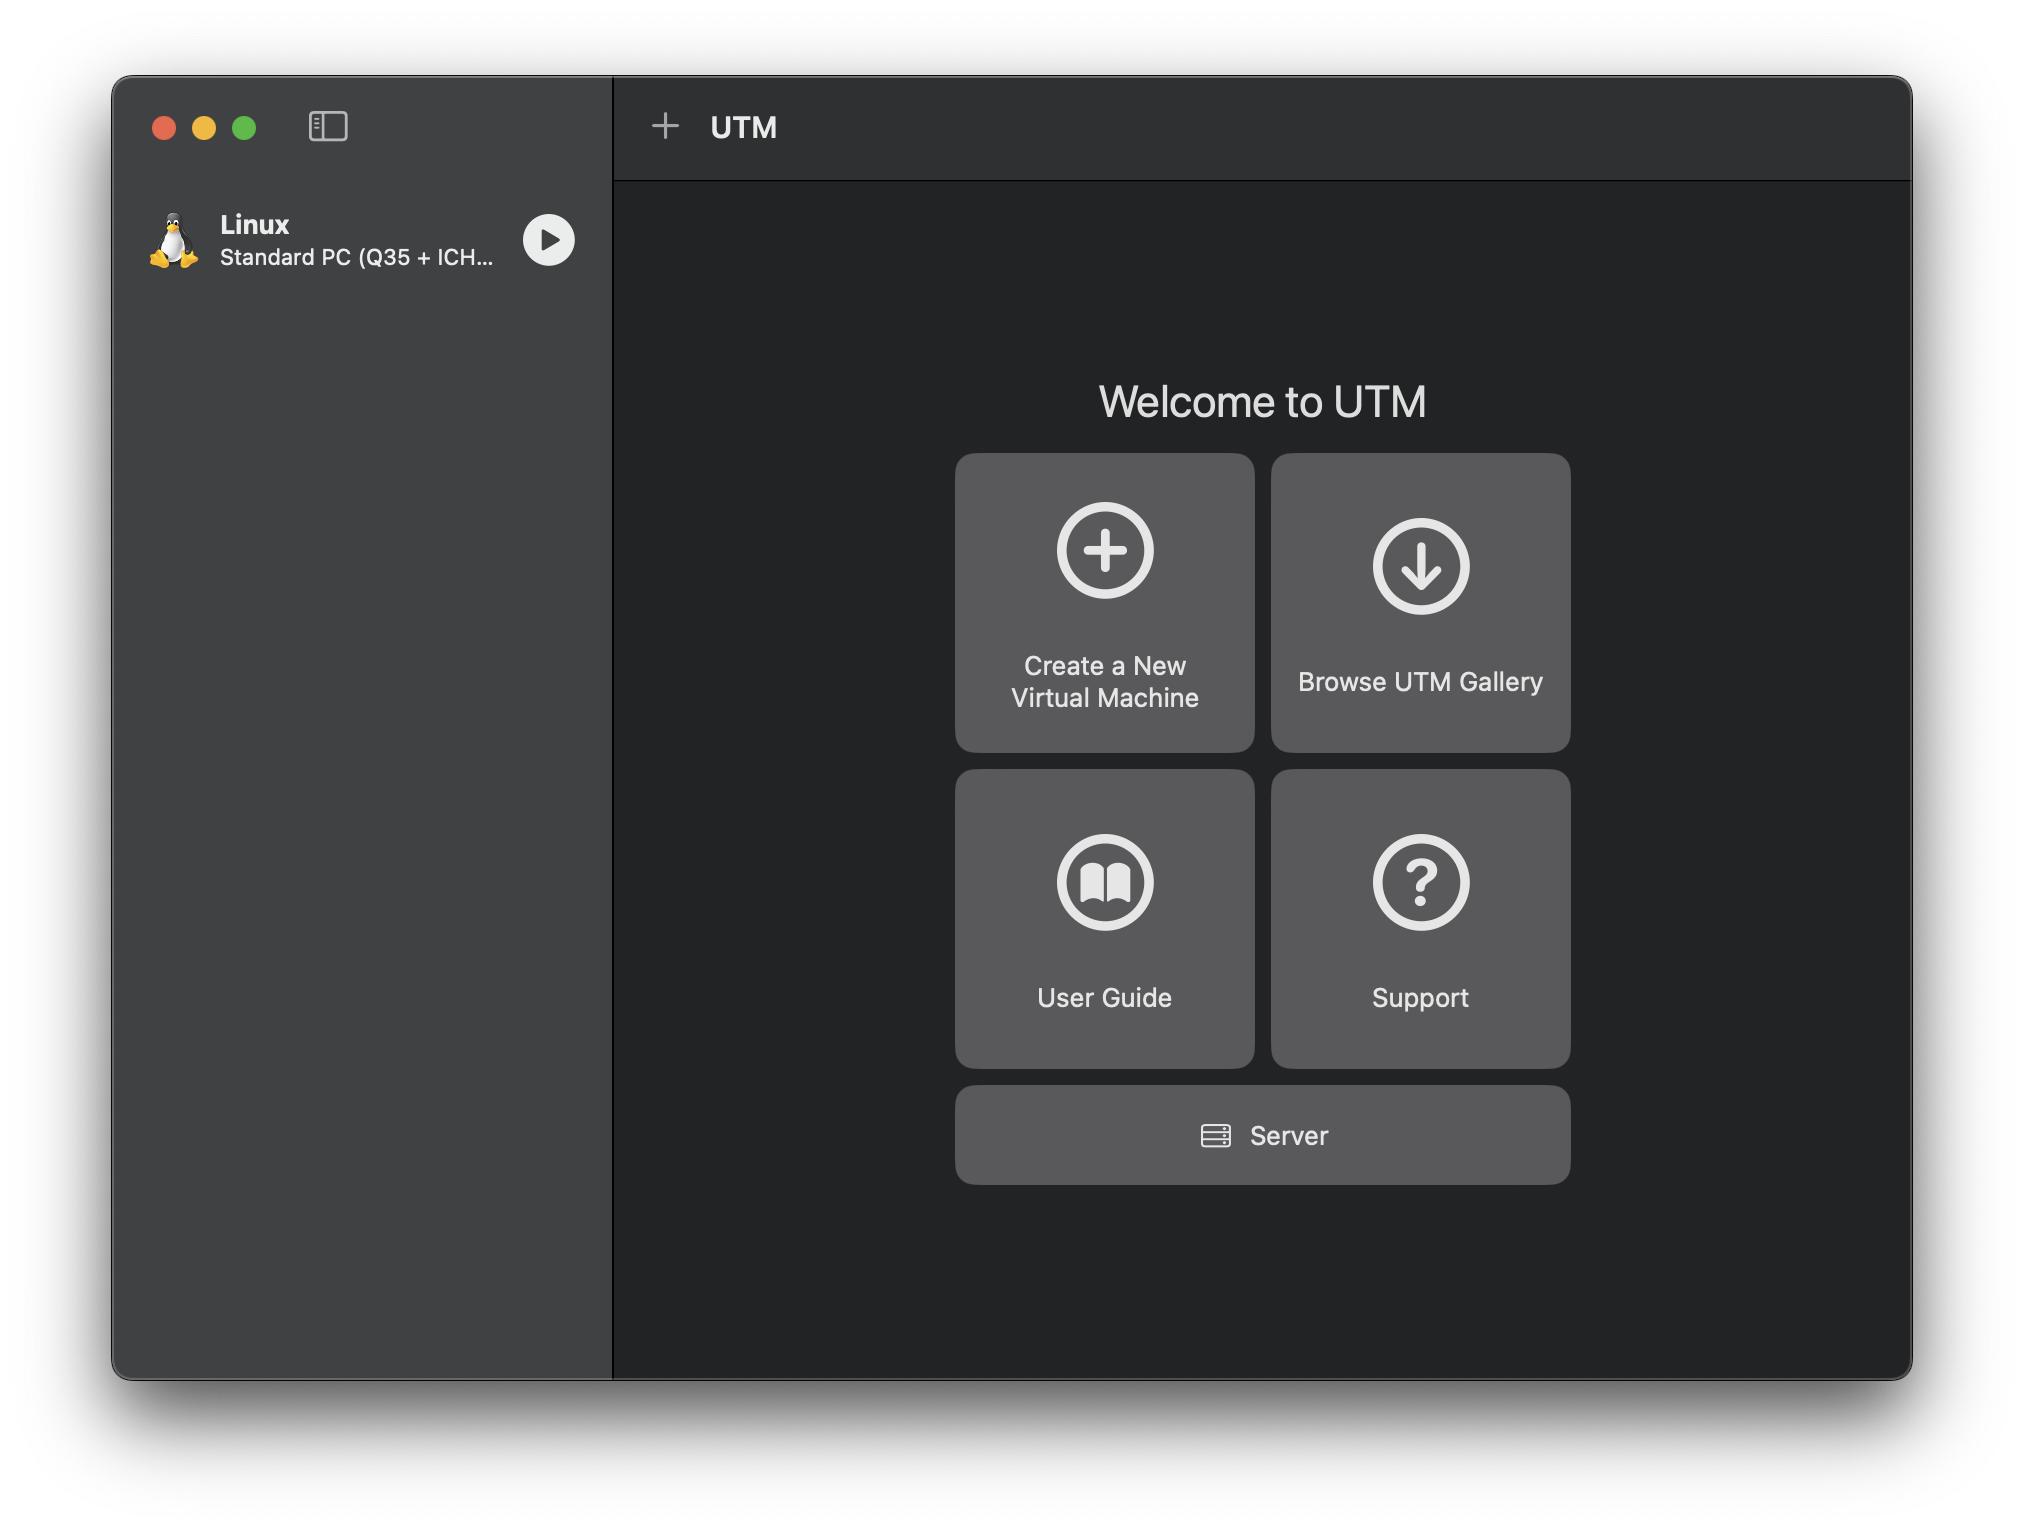 UTM
Linux
Standard PC (Q35 + ICH...
Welcome to UTM
Create a New
Virtual Machine
Browse UTM Gallery
User Guide
Support
Server